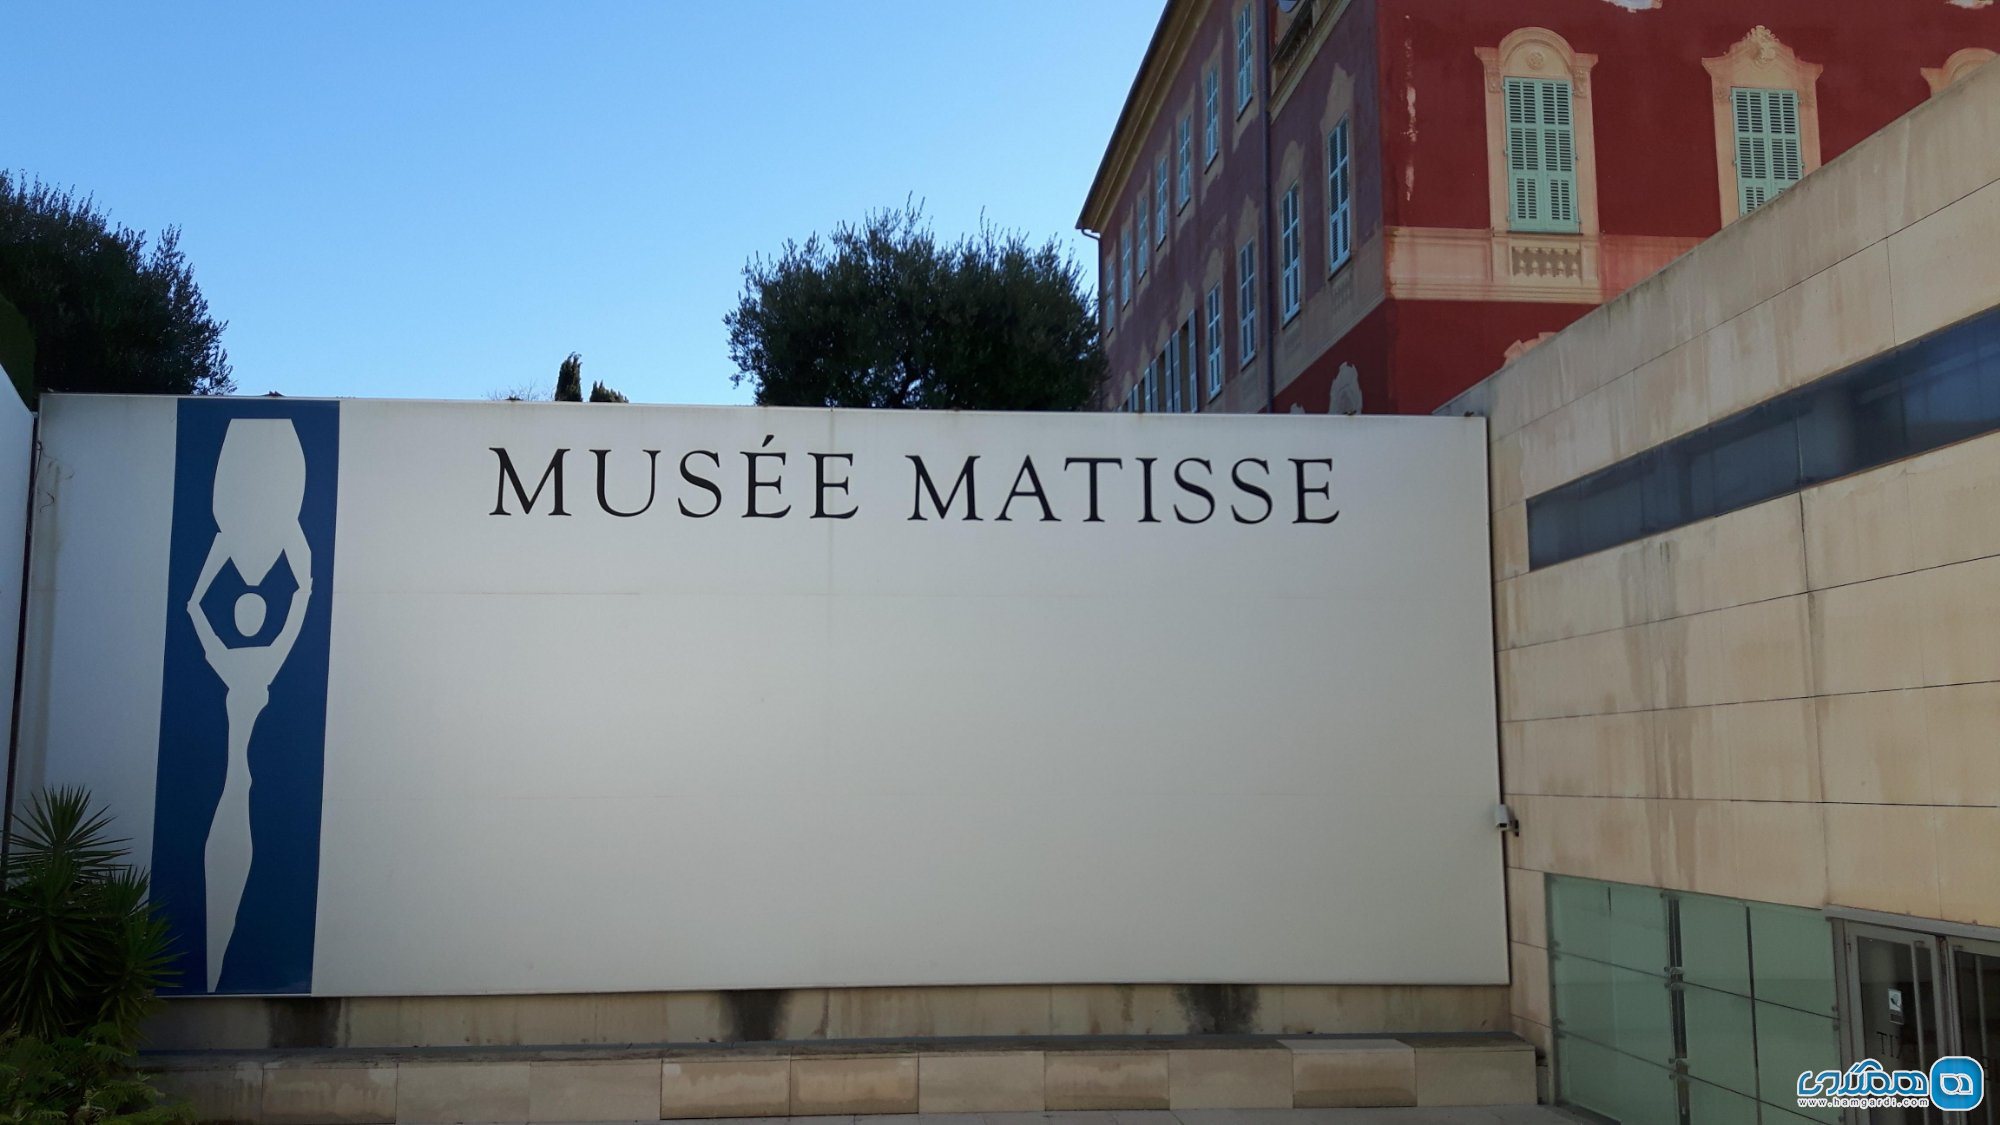 MUSÉE MATISSE
همگردی
www.hamgardi.com